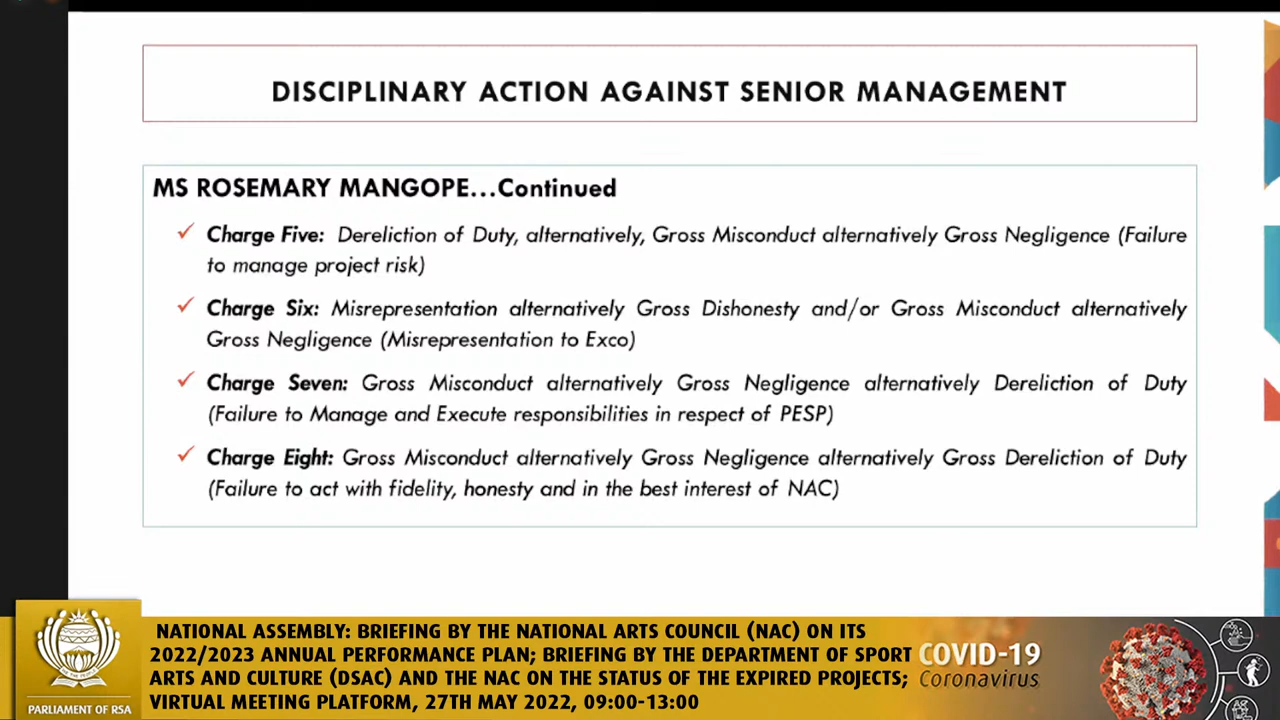 DISCIPLINARY ACTION AGAINST SENIOR MANAGEMENT
MS ROSEMARY MANGOPE...Continued
Charge Five: Dereliction of Duty, alternatively, Gross Misconduct alternatively Gross Negligence (Failure
to manage project risk)
Charge Six: Misrepresentation alternatively Gross Dishonesty and/or Gross Misconduct alternatively
Gross Negligence (Misrepresentation to Exco)
Charge Seven: Gross Misconduct alternatively Gross Negligence alternatively Dereliction of Duty
(Failure to Manage and Execute responsibilities in respect of PESP)
Charge Eight: Gross Misconduct alternatively Gross Negligence alternatively Gross Dereliction of Duty
(Failure to act with fidelity, honesty and in the best interest of NAC)
PARLIAMENT OF RSA
NATIONAL ASSEMBLY: BRIEFING BY THE NATIONAL ARTS COUNCIL (NAC) ON ITS
2022/2023 ANNUAL PERFORMANCE PLAN; BRIEFING BY THE DEPARTMENT OF SPORT
ARTS AND CULTURE (DSAC) AND THE NAC ON THE STATUS OF THE EXPIRED PROJECTS;
VIRTUAL MEETING PLATFORM, 27TH MAY 2022, 09:00-13:00
COVID-19
Coronavirus